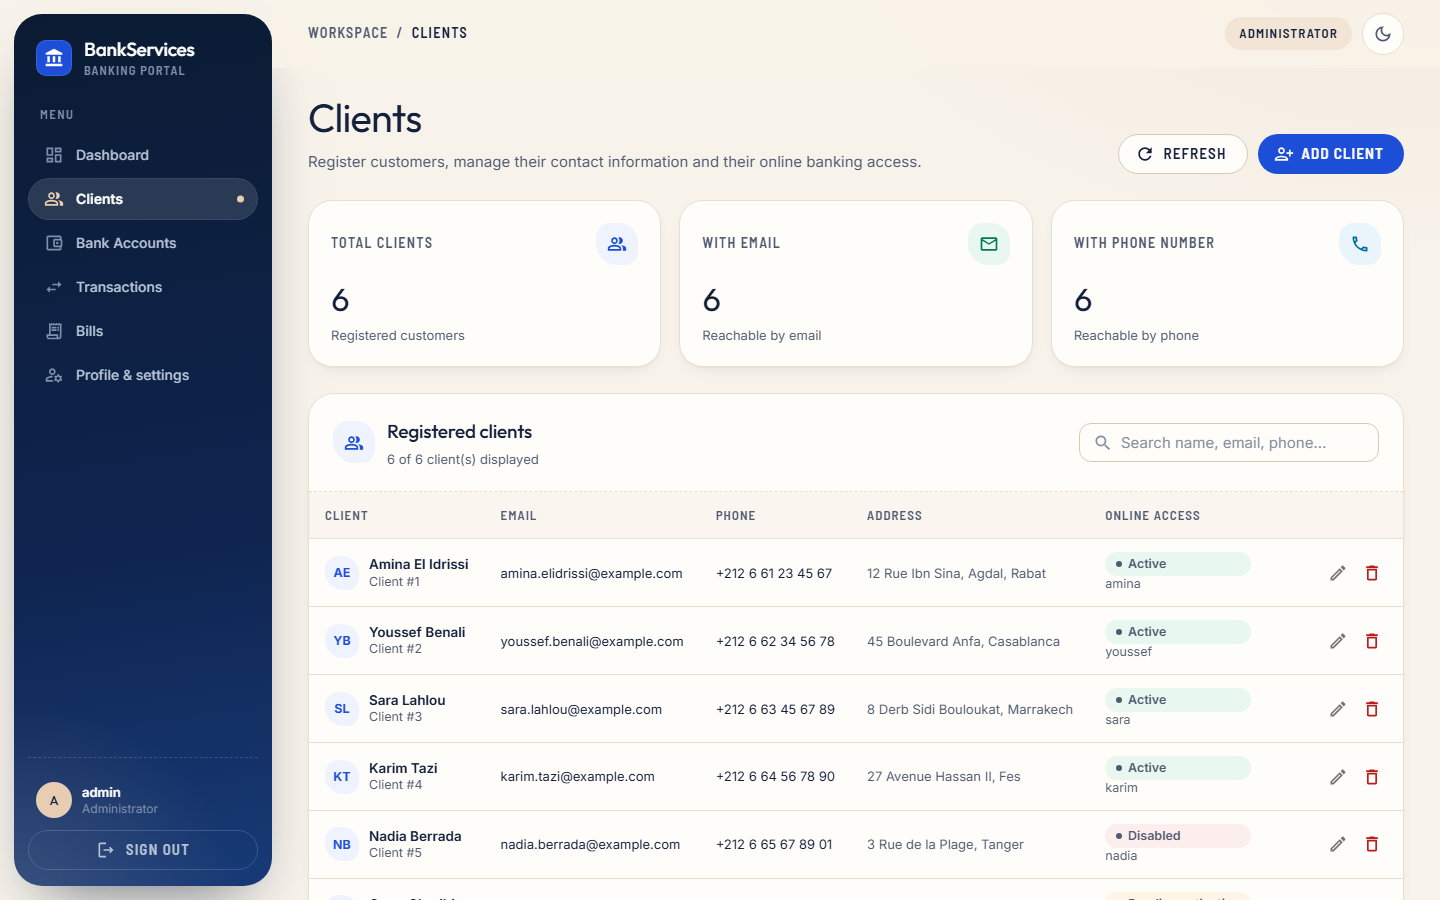 BankServices
BANKING PORTAL
MENU
Dashboard
Clients
Bank Accounts
Transactions
Bills
Profile & settings
A
admin
Administrator
SIGN OUT
WORKSPACE / CLIENTS
ADMINISTRATOR
Clients
Register customers, manage their contact information and their online banking access.
REFRESH
ADD CLIENT
TOTAL CLIENTS
6
Registered customers
WITH EMAIL
6
Reachable by email
WITH PHONE NUMBER
6
Reachable by phone
Registered clients
6 of 6 client(s) displayed
Search name, email, phone...
CLIENT EMAIL PHONE ADDRESS ONLINE ACCESS
AE Amina El Idrissi Client #1 amina.elidrissi@example.com +212 6 61 23 45 67 12 Rue Ibn Sina, Agdal, Rabat Active amina
YB Youssef Benali Client #2 youssef.benali@example.com +212 6 62 34 56 78 45 Boulevard Anfa, Casablanca Active youssef
SL Sara Lahlou Client #3 sara.lahlou@example.com +212 6 63 45 67 89 8 Derb Sidi Bouloukat, Marrakech Active sara
KT Karim Tazi Client #4 karim.tazi@example.com +212 6 64 56 78 90 27 Avenue Hassan II, Fes Active karim
NB Nadia Berrada Client #5 nadia.berrada@example.com +212 6 65 67 89 01 3 Rue de la Plage, Tanger Disabled nadia